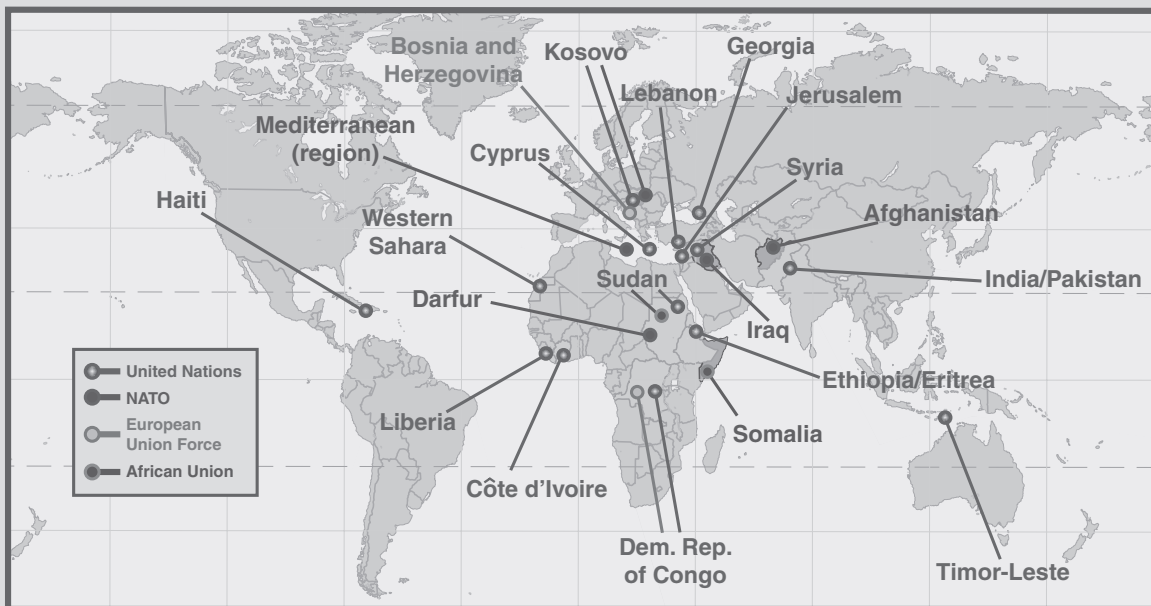 Bosnia and
Herzegovina
Kosovo
Georgia
Lebanon
Jerusalem
Mediterranean
(region)
Cyprus
Syria
Haiti
Western
Sahara
Afghanistan
Sudan
India/Pakistan
Darfur
Iraq
United Nations
NATO
European
Union Force
African Union
Ethiopia/Eritrea
Liberia
Somalia
Côte d'Ivoire
Dem. Rep.
of Congo
Timor-Leste